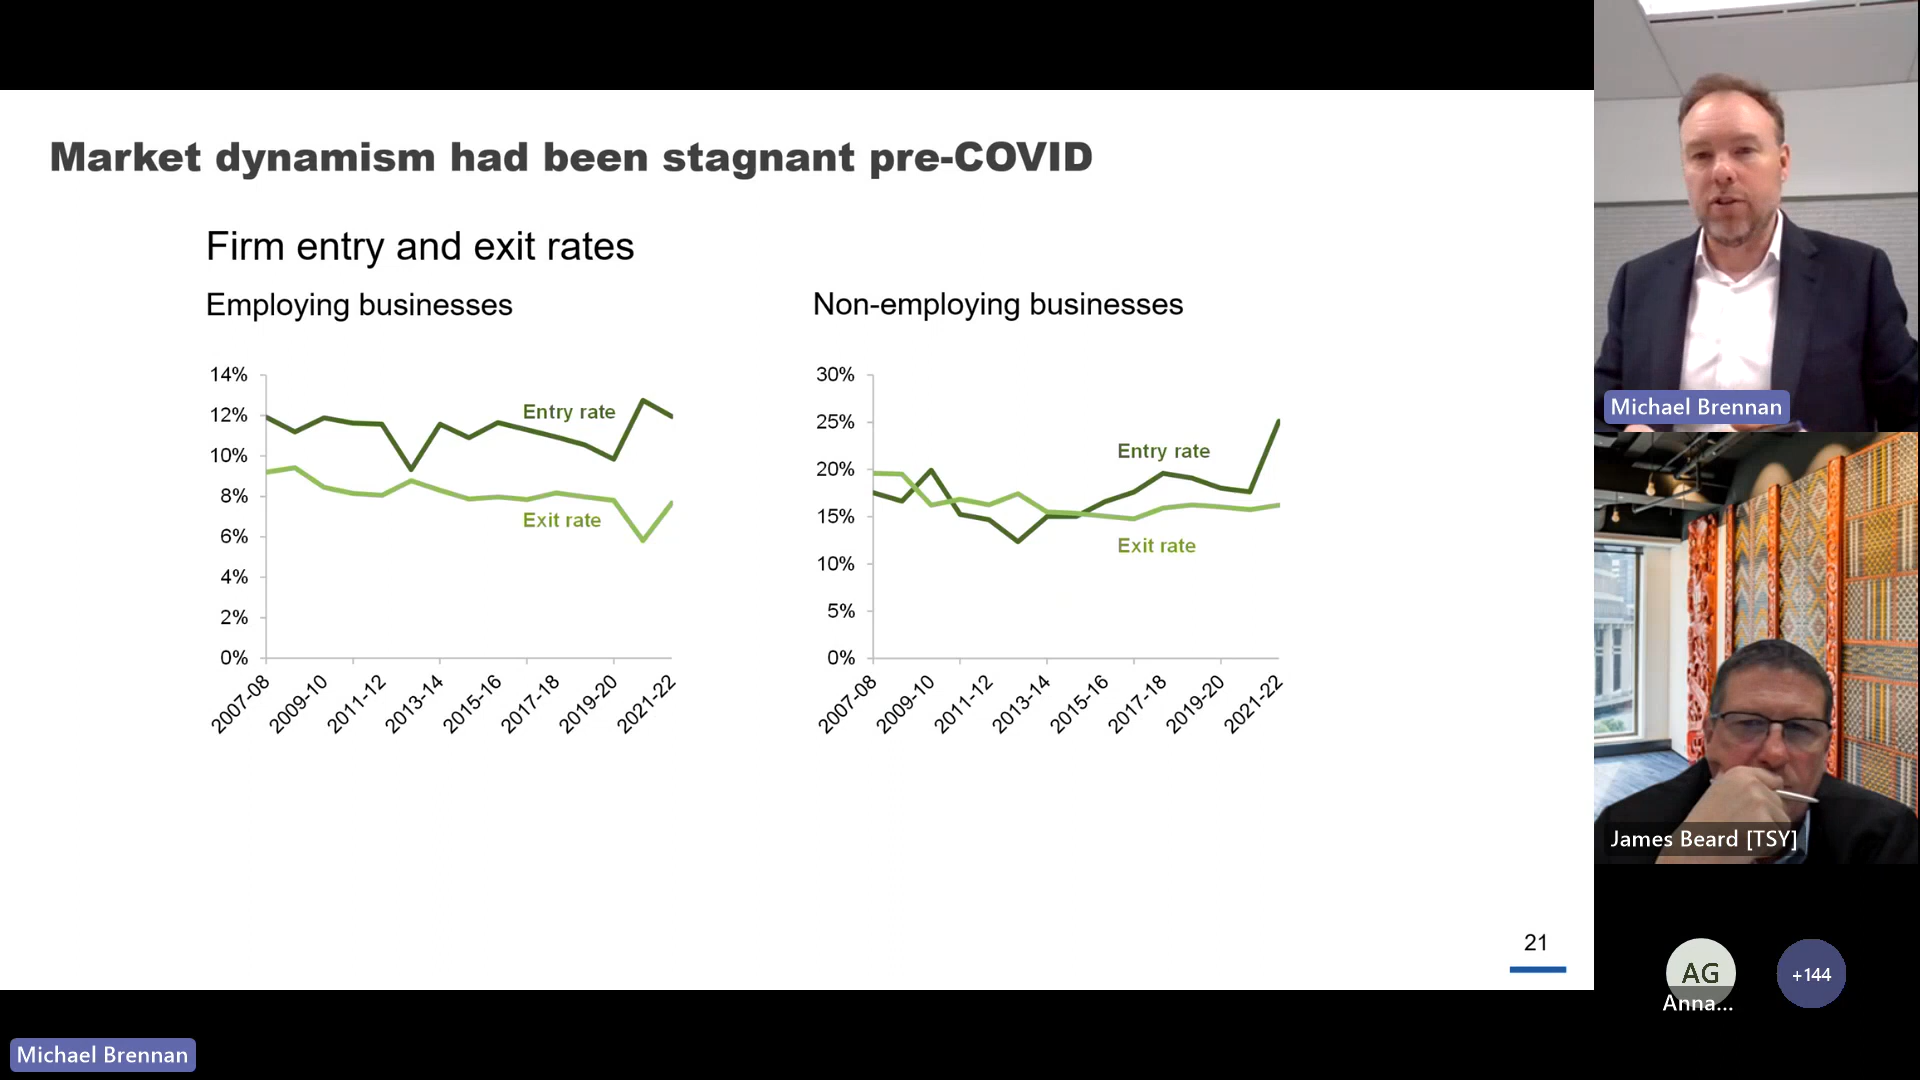 Market dynamism had been stagnant pre-COVID
Firm entry and exit rates
Employing businesses
14%
12%
10%
8%
6%
4%
2%
0%
Entry rate
Exit rate
2007-08
2009-10
2011-12
2013-14
2015-16
2017-18
2019-20
2021-22
Non-employing businesses
30%
25%
20%
15%
10%
5%
0%
Entry rate
Exit rate
2007-08
2009-10
2011-12
2013-14
2015-16
2017-18
2019-20
2021-22
21
Michael Brennan
James Beard [TSY]
AG
Anna...
+144
Michael Brennan